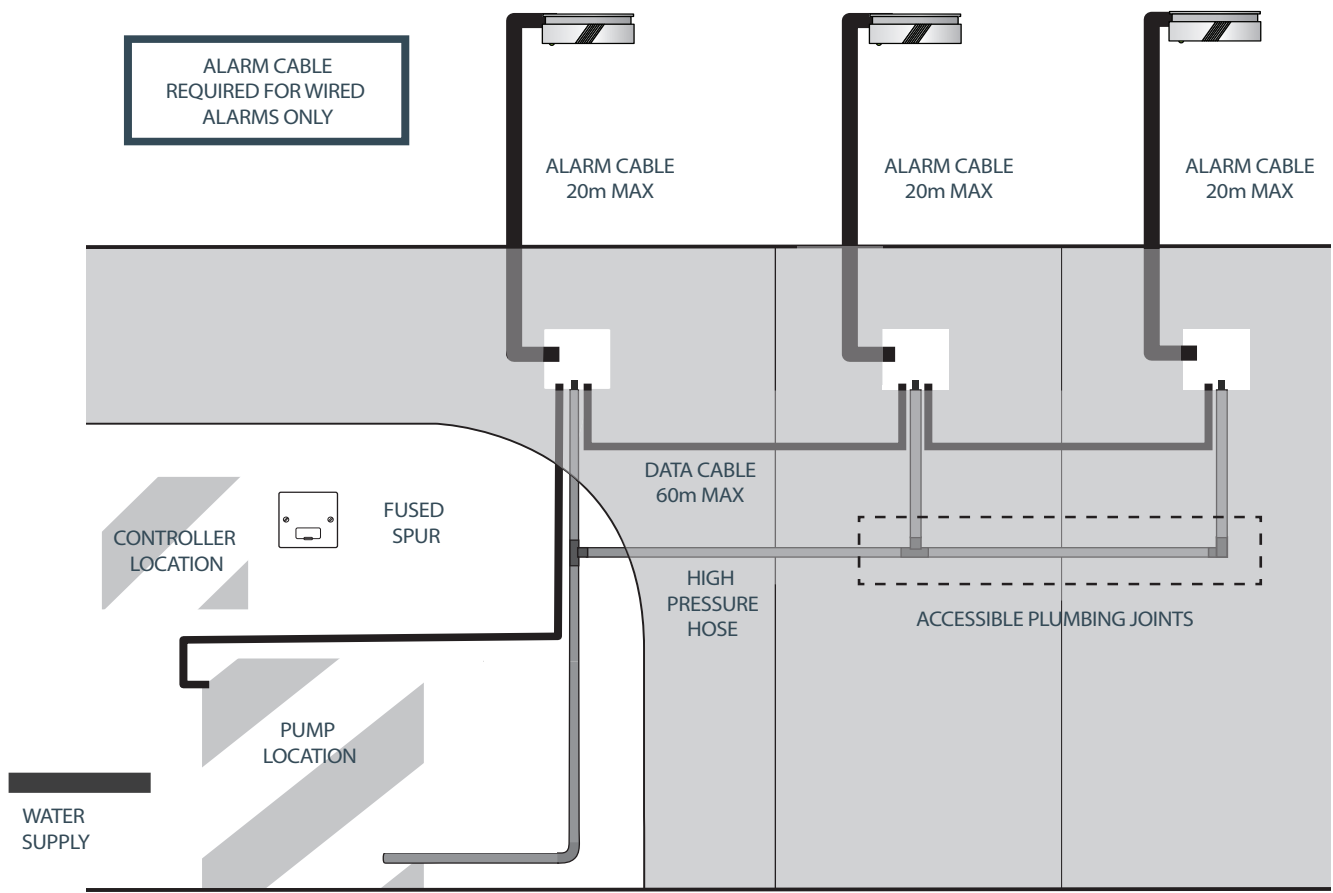 ALARM CABLE
REQUIRED FOR WIRED
ALARMS ONLY
ALARM CABLE
20m MAX
ALARM CABLE
20m MAX
ALARM CABLE
20m MAX
DATA CABLE
60m MAX
FUSED
SPUR
CONTROLLER
LOCATION
HIGH
PRESSURE
HOSE
ACCESSIBLE PLUMBING JOINTS
PUMP
LOCATION
WATER
SUPPLY